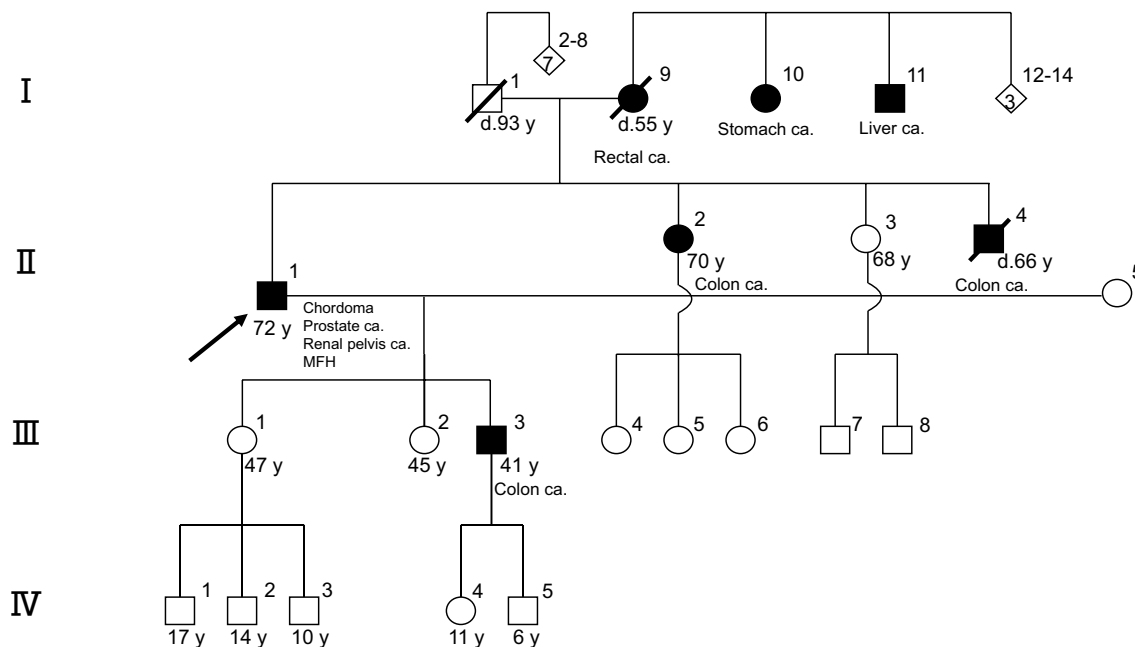 I
1
d.93 y
2-8
7
9
d.55 y
Rectal ca.
10
Stomach ca.
11
Liver ca.
12-14
3
II
1
72 y
Chordoma
Prostate ca.
Renal pelvis ca.
MFH
2
70 y
Colon ca.
3
68 y
4
d.66 y
Colon ca.
5
III
1
47 y
2
45 y
3
41 y
Colon ca.
4
5
6
7
8
IV
1
17 y
2
14 y
3
10 y
4
11 y
5
6 y